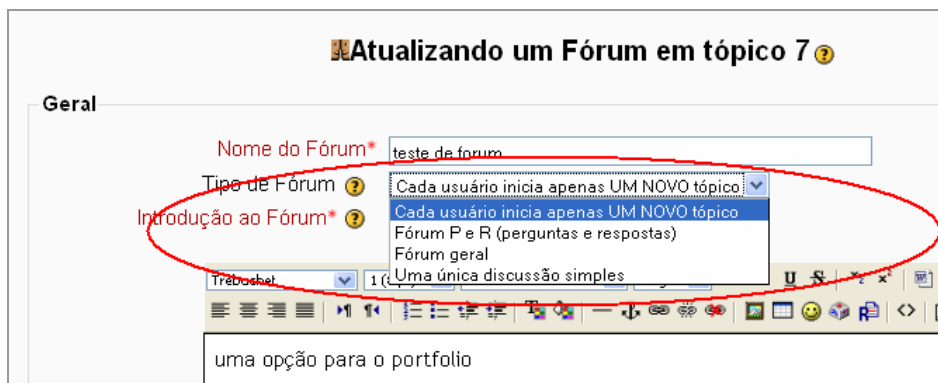 Atualizando um Fórum em tópico 7
Geral
Nome do Fórum* teste de forum
Tipo de Fórum Cada usuário inicia apenas UM NOVO tópico
Introdução ao Fórum* Cada usuário inicia apenas UM NOVO tópico
Fórum P e R (perguntas e respostas)
Fórum geral
Uma única discussão simples
Trebuchet 1
uma opção para o portfolio